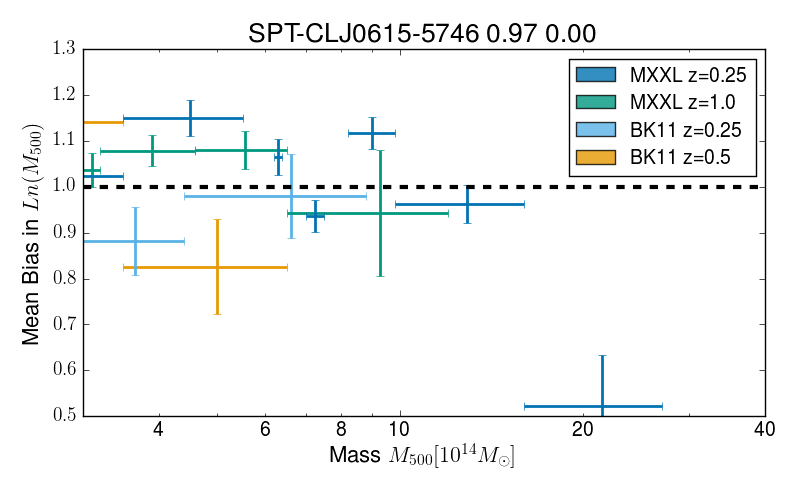 SPT-CLJ0615-5746 0.97 0.00
1.3
1.2
1.1
1.0
0.9
0.8
0.7
0.6
0.5
Mean Bias in Ln(M500)
MXXL z=0.25
MXXL z=1.0
BK11 z=0.25
BK11 z=0.5
4 6 8 10 20 40
Mass M500[10^14 M⊙]